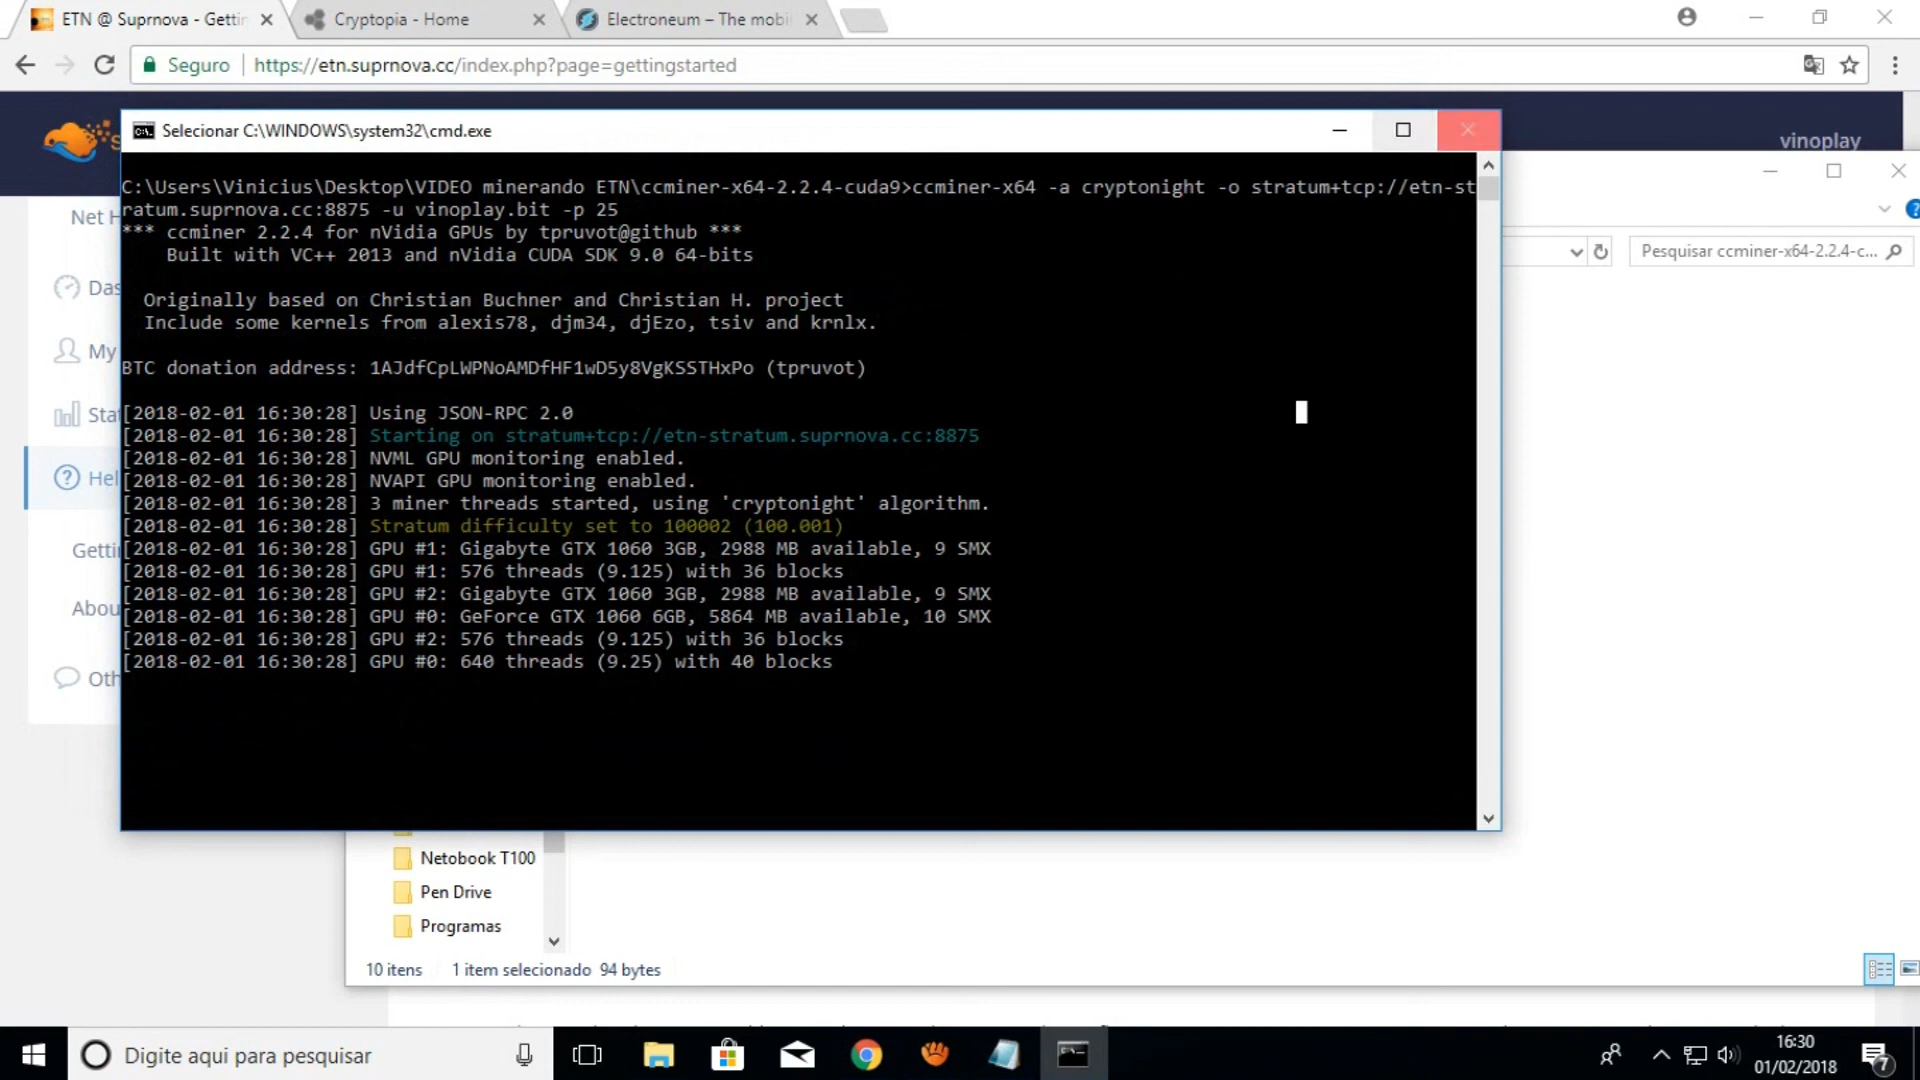 ETN @ Suprnova - Gettin
Cryptopia - Home
Electroneum – The mobi
Seguro
https://etn.suprnova.cc/index.php?page=gettingstarted
vinoplay
Selecionar C:\WINDOWS\system32\cmd.exe
C:\Users\Vinicius\Desktop\VIDEO minerando ETN\ccminer-x64-2.2.4-cuda9>ccminer-x64 -a cryptonight -o stratum+tcp://etn-st
ratum.suprnova.cc:8875 -u vinoplay.bit -p 25
*** ccminer 2.2.4 for nVidia GPUs by tpruvot@github ***
Built with VC++ 2013 and nVidia CUDA SDK 9.0 64-bits
Originally based on Christian Buchner and Christian H. project
Include some kernels from alexis78, djm34, djEzo, tsiv and krnlx.
BTC donation address: 1AJdfCpLWPNoAMDfHF1wD5y8VgKSSTHxPo (tpruvot)
[2018-02-01 16:30:28] Using JSON-RPC 2.0
[2018-02-01 16:30:28] Starting on stratum+tcp://etn-stratum.suprnova.cc:8875
[2018-02-01 16:30:28] NVML GPU monitoring enabled.
[2018-02-01 16:30:28] NVAPI GPU monitoring enabled.
[2018-02-01 16:30:28] 3 miner threads started, using 'cryptonight' algorithm.
[2018-02-01 16:30:28] Stratum difficulty set to 100002 (100.001)
[2018-02-01 16:30:28] GPU #1: Gigabyte GTX 1060 3GB, 2988 MB available, 9 SMX
[2018-02-01 16:30:28] GPU #1: 576 threads (9.125) with 36 blocks
[2018-02-01 16:30:28] GPU #2: Gigabyte GTX 1060 3GB, 2988 MB available, 9 SMX
[2018-02-01 16:30:28] GPU #0: GeForce GTX 1060 6GB, 5864 MB available, 10 SMX
[2018-02-01 16:30:28] GPU #2: 576 threads (9.125) with 36 blocks
[2018-02-01 16:30:28] GPU #0: 640 threads (9.25) with 40 blocks
Net H
Das
My
Sta
Hel
Getti
Abou
Oth
Pesquisar ccminer-x64-2.2.4-c...
Netobook T100
Pen Drive
Programas
10 itens
1 item selecionado 94 bytes
Digite aqui para pesquisar
16:30
01/02/2018
7